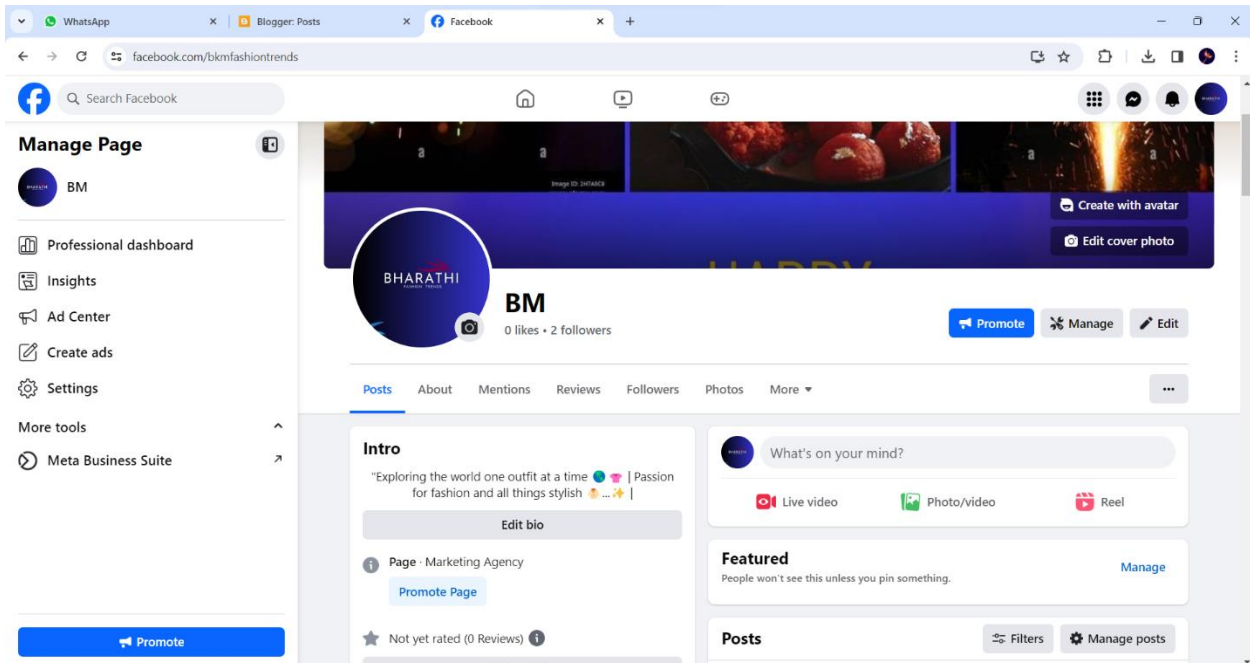 WhatsApp
Blogger: Posts
Facebook
facebook.com/bkmfashiontrends
Search Facebook
Manage Page
BM
Professional dashboard
Insights
Ad Center
Create ads
Settings
More tools
Meta Business Suite
Promote
a a a a
Image ID: 2H7A8C8
Create with avatar
Edit cover photo
HAPPY
BHARATHI
FASHION TRENDS
BM
0 likes • 2 followers
Promote
Manage
Edit
Posts About Mentions Reviews Followers Photos More
Intro
"Exploring the world one outfit at a time 🌎 👚 | Passion
for fashion and all things stylish 👶...✨ |
Edit bio
Page · Marketing Agency
Promote Page
Not yet rated (0 Reviews)
What's on your mind?
Live video Photo/video Reel
Featured
Manage
People won't see this unless you pin something.
Posts
Filters
Manage posts